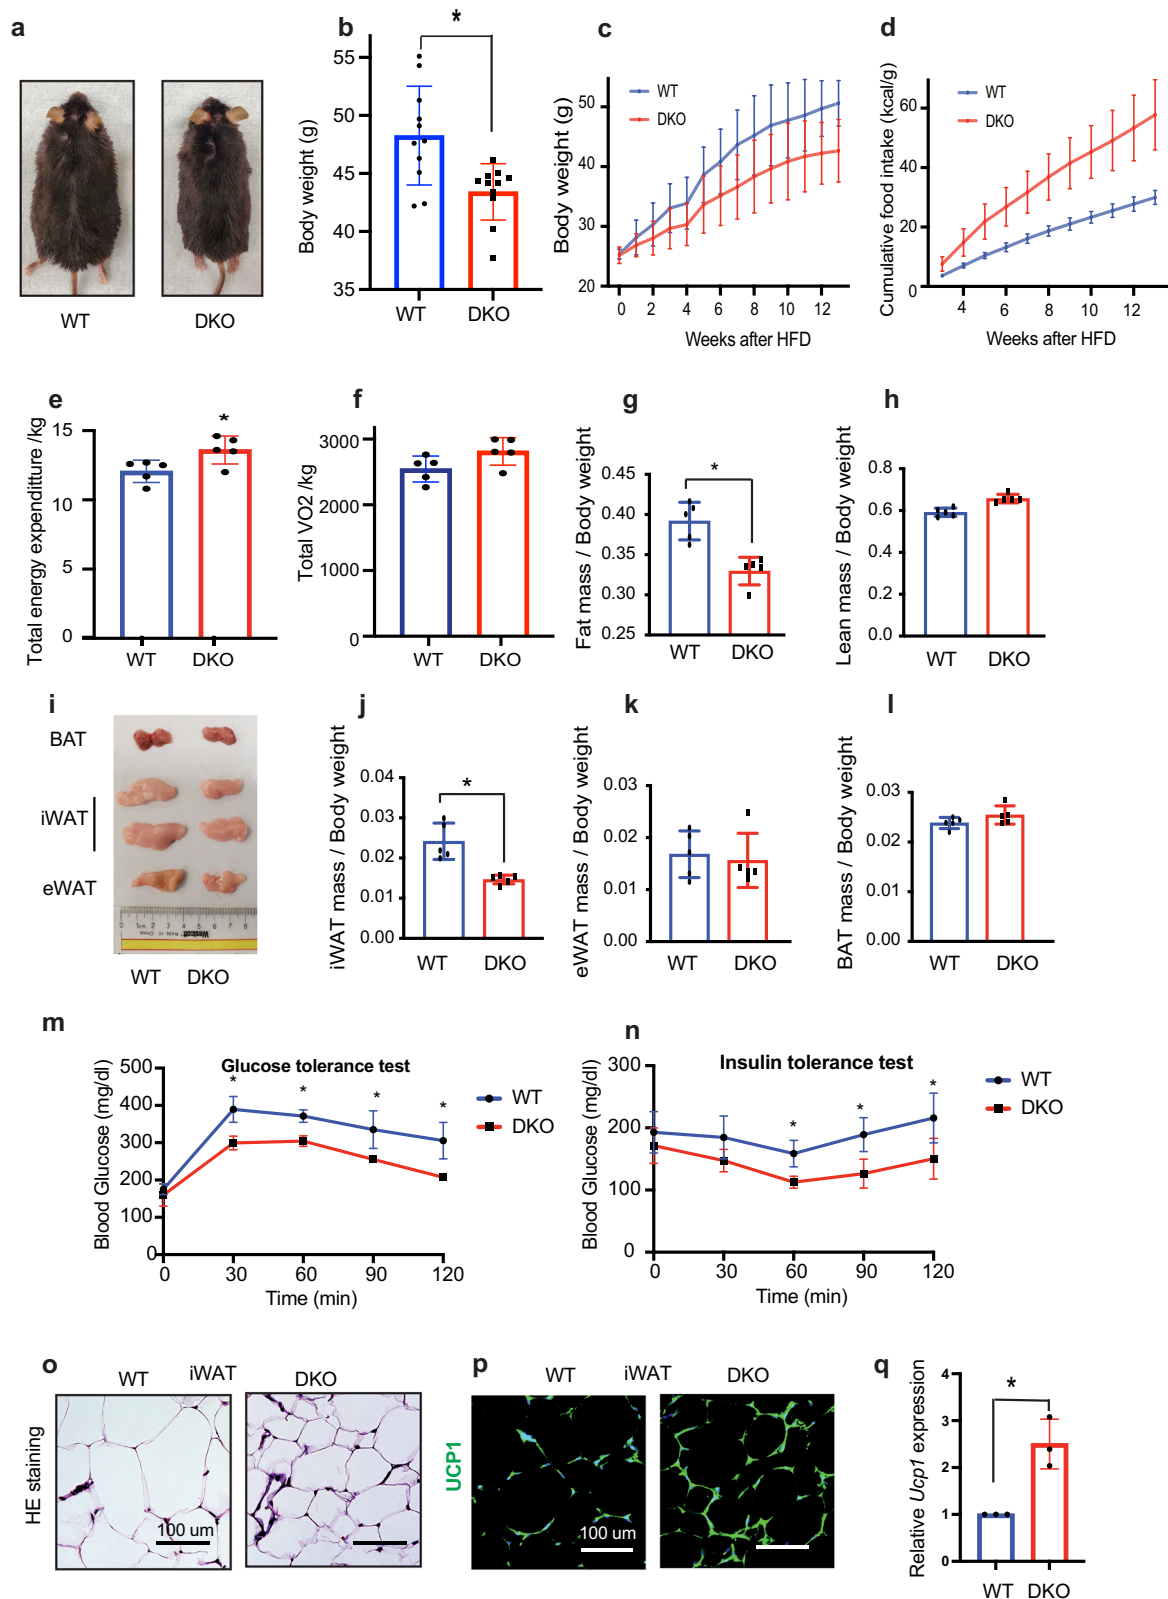 a
b
c
d
*
Body weight (g)
55
50
45
40
35
WT
DKO
WT
DKO
Body weight (g)
50
40
30
20
WT
DKO
0 2 4 6 8 10 12
Weeks after HFD
Cumulative food intake (kcal/g)
60
40
20
0
WT
DKO
4 6 8 10 12
Weeks after HFD
e
f
g
h
Total energy expenditture /kg
15
10
5
0
*
WT
DKO
Total VO2 /kg
3000
2000
1000
0
WT
DKO
Fat mass / Body weight
0.45
0.40
0.35
0.30
0.25
*
WT
DKO
Lean mass / Body weight
0.8
0.6
0.4
0.2
0.0
WT
DKO
i
j
k
l
BAT
iWAT
eWAT
0 1 2 3 4 5 6 7 8
Westcott
WT DKO
iWAT mass / Body weight
0.04
0.03
0.02
0.01
0.00
*
WT
DKO
eWAT mass / Body weight
0.03
0.02
0.01
0.00
WT
DKO
BAT mass / Body weight
0.03
0.02
0.01
0.00
WT
DKO
m
n
Glucose tolerance test
Blood Glucose (mg/dl)
500
400
300
200
100
0
* * * *
WT
DKO
0 30 60 90 120
Time (min)
Insulin tolerance test
Blood Glucose (mg/dl)
300
200
100
0
* * *
WT
DKO
0 30 60 90 120
Time (min)
o
p
q
WT iWAT DKO
HE staining
100 um
WT iWAT DKO
UCP1
100 um
Relative Ucp1 expression
4
3
2
1
0
*
WT
DKO